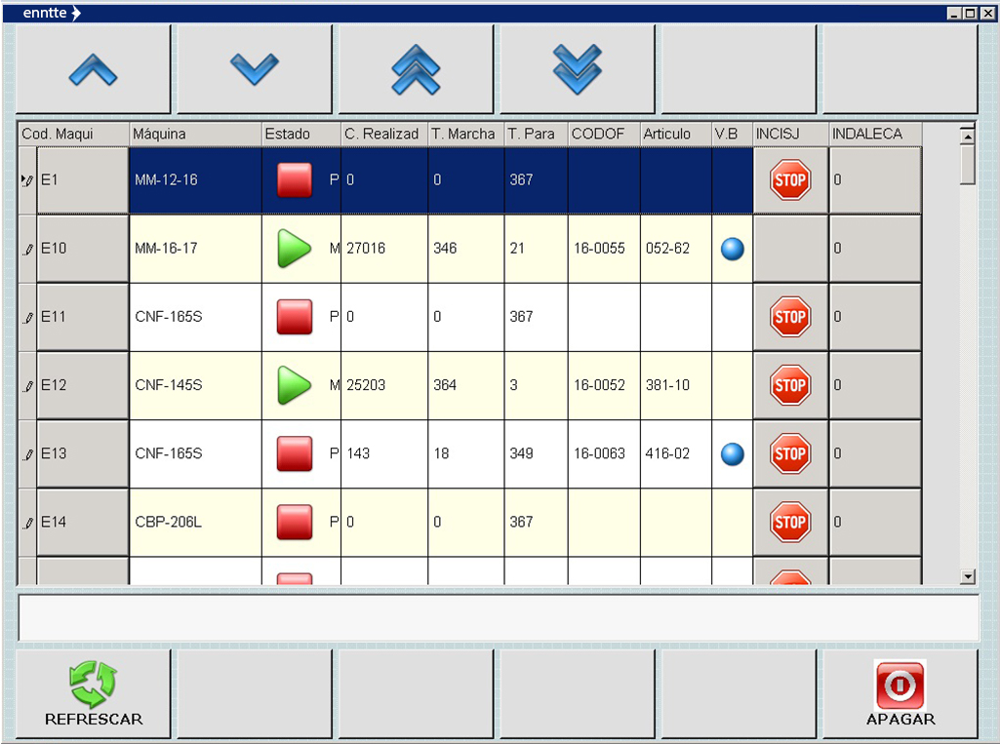 enntte
Cod. Maqui Máquina Estado C. Realizad T. Marcha T. Para CODOF Articulo V.B INCISJ INDALECA
E1 MM-12-16 P 0 0 367 STOP 0
E10 MM-16-17 M 27016 346 21 16-0055 052-62 0
E11 CNF-165S P 0 0 367 STOP 0
E12 CNF-145S M 25203 364 3 16-0052 381-10 STOP 0
E13 CNF-165S P 143 18 349 16-0063 416-02 STOP 0
E14 CBP-206L P 0 0 367 STOP 0
REFRESCAR APAGAR